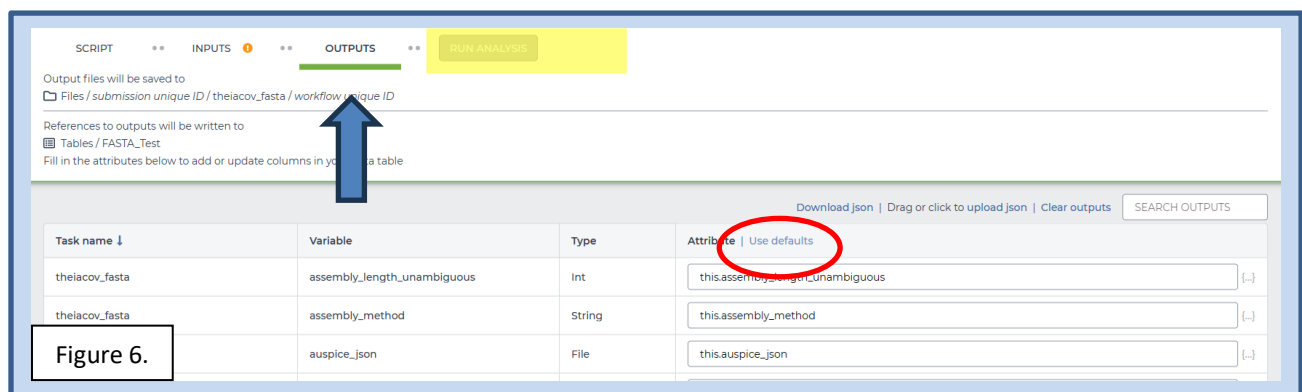 SCRIPT INPUTS ! OUTPUTS RUN ANALYSIS
Output files will be saved to
Files / submission unique ID / theiacov_fasta / workflow unique ID
References to outputs will be written to
Tables / FASTA_Test
Fill in the attributes below to add or update columns in your data table
Download json | Drag or click to upload json | Clear outputs SEARCH OUTPUTS
Task name ↓ Variable Type Attribute | Use defaults
theiacov_fasta assembly_length_unambiguous Int this.assembly_length_unambiguous {...}
theiacov_fasta assembly_method String this.assembly_method {...}
Figure 6. auspice_json File this.auspice_json {...}